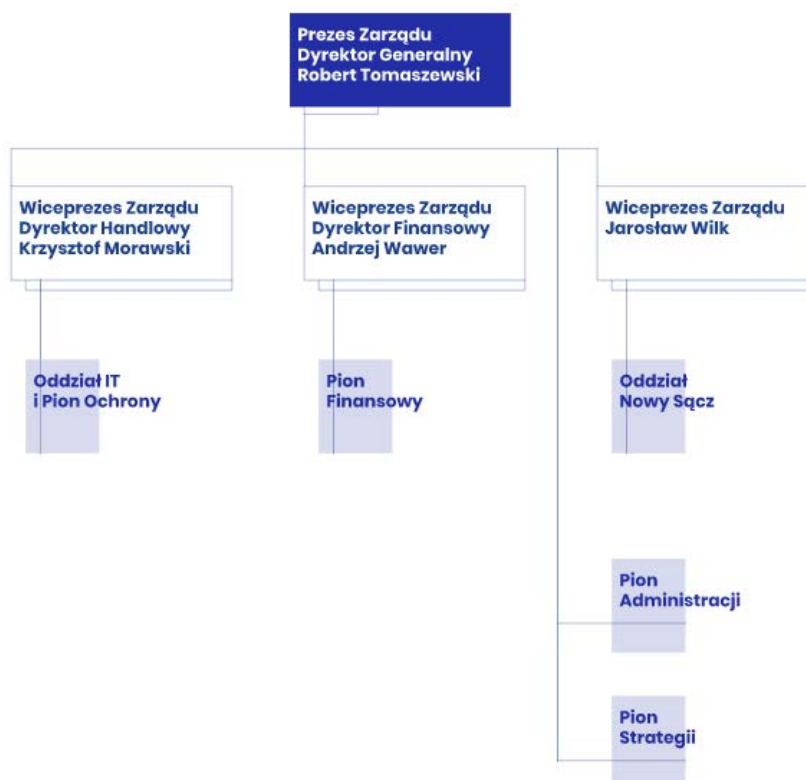 Prezes Zarządu
Dyrektor Generalny
Robert Tomaszewski
Wiceprezes Zarządu
Dyrektor Handlowy
Krzysztof Morawski
Wiceprezes Zarządu
Dyrektor Finansowy
Andrzej Wawer
Wiceprezes Zarządu
Jarosław Wilk
Oddział IT
i Pion Ochrony
Pion
Finansowy
Oddział
Nowy Sącz
Pion
Administracji
Pion
Strategii